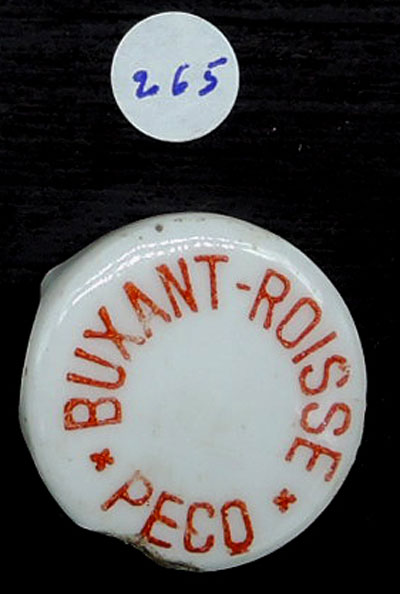 265
BUXANT-ROISSE
* PECQ *